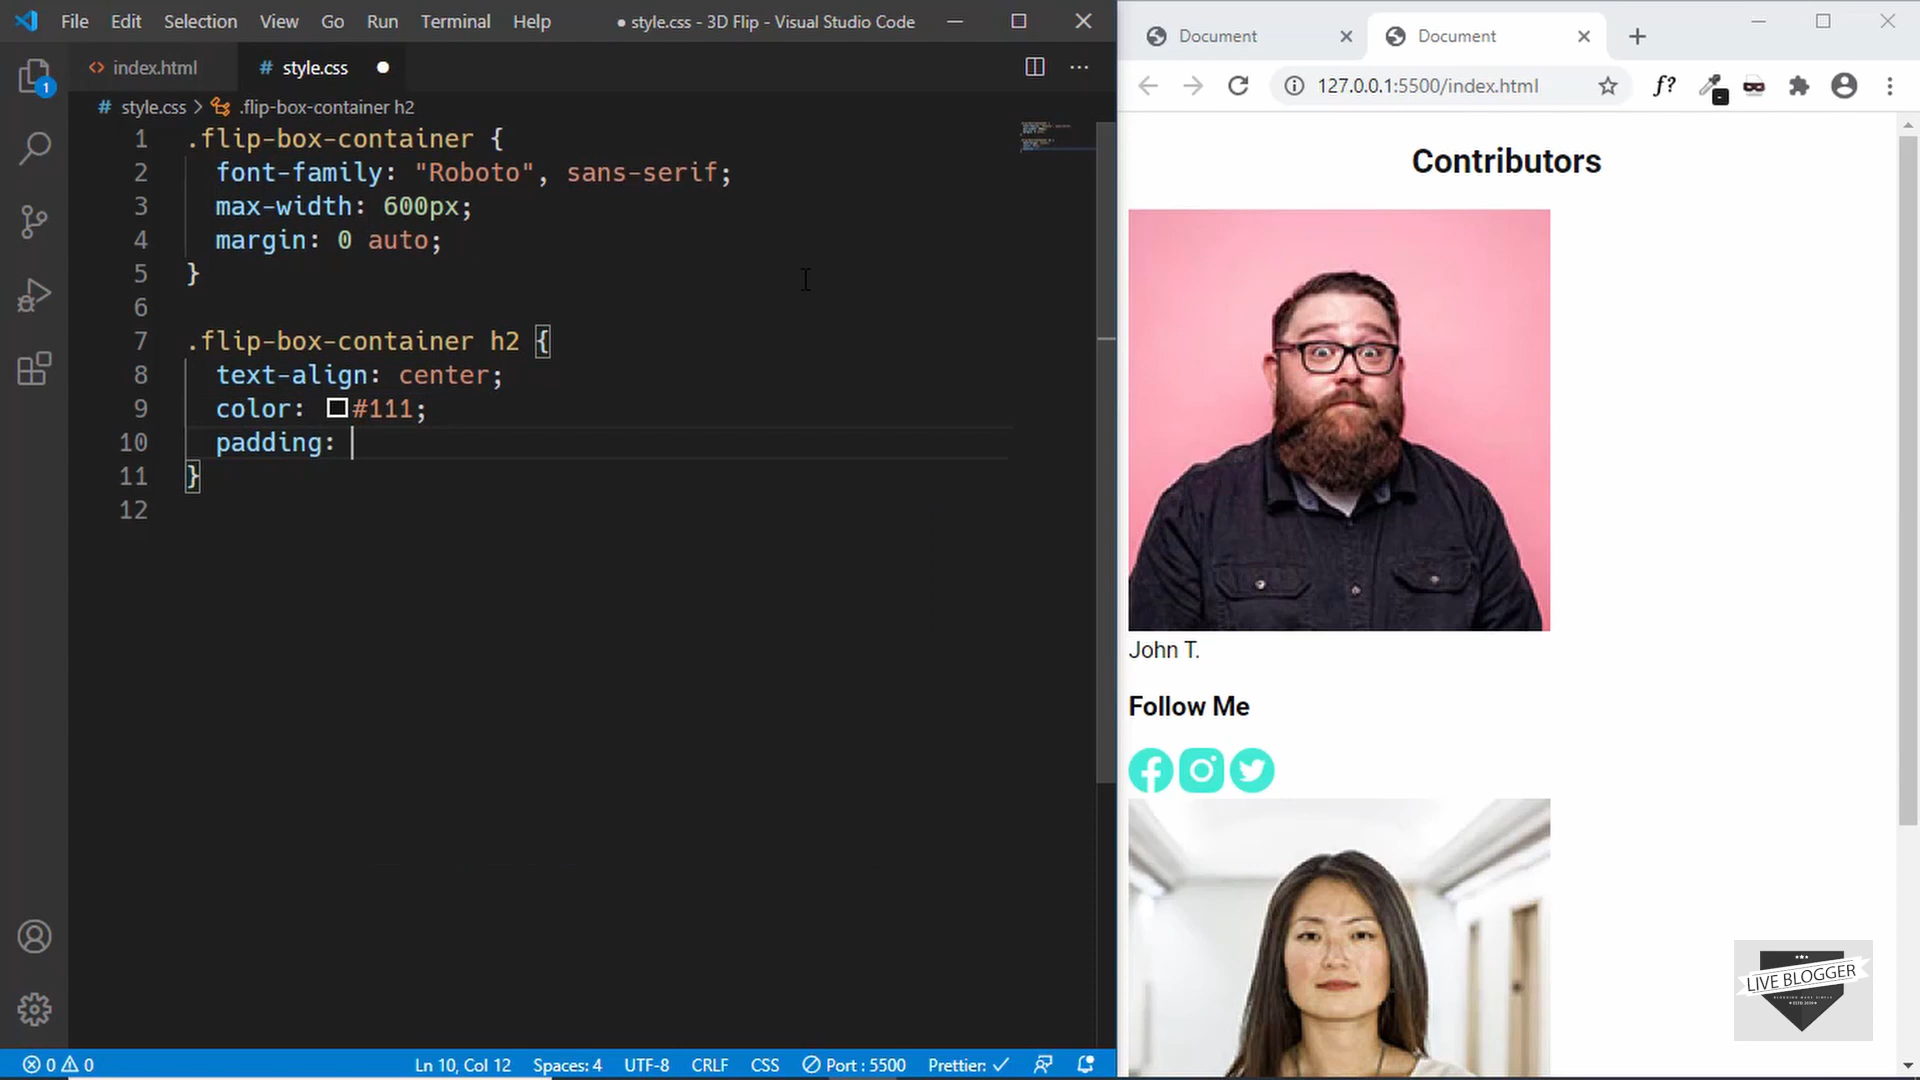 File Edit Selection View Go Run Terminal Help ● style.css - 3D Flip - Visual Studio Code
<> index.html # style.css ●
# style.css > .flip-box-container h2
1 .flip-box-container {
2 font-family: "Roboto", sans-serif;
3 max-width: 600px;
4 margin: 0 auto;
5 }
6
7 .flip-box-container h2 {
8 text-align: center;
9 color: #111;
10 padding:
11 }
12
1
0 0 Ln 10, Col 12 Spaces: 4 UTF-8 CRLF CSS Port : 5500 Prettier: ✓
Document Document
127.0.0.1:5500/index.html f?
Contributors
John T.
Follow Me
LIVE BLOGGER